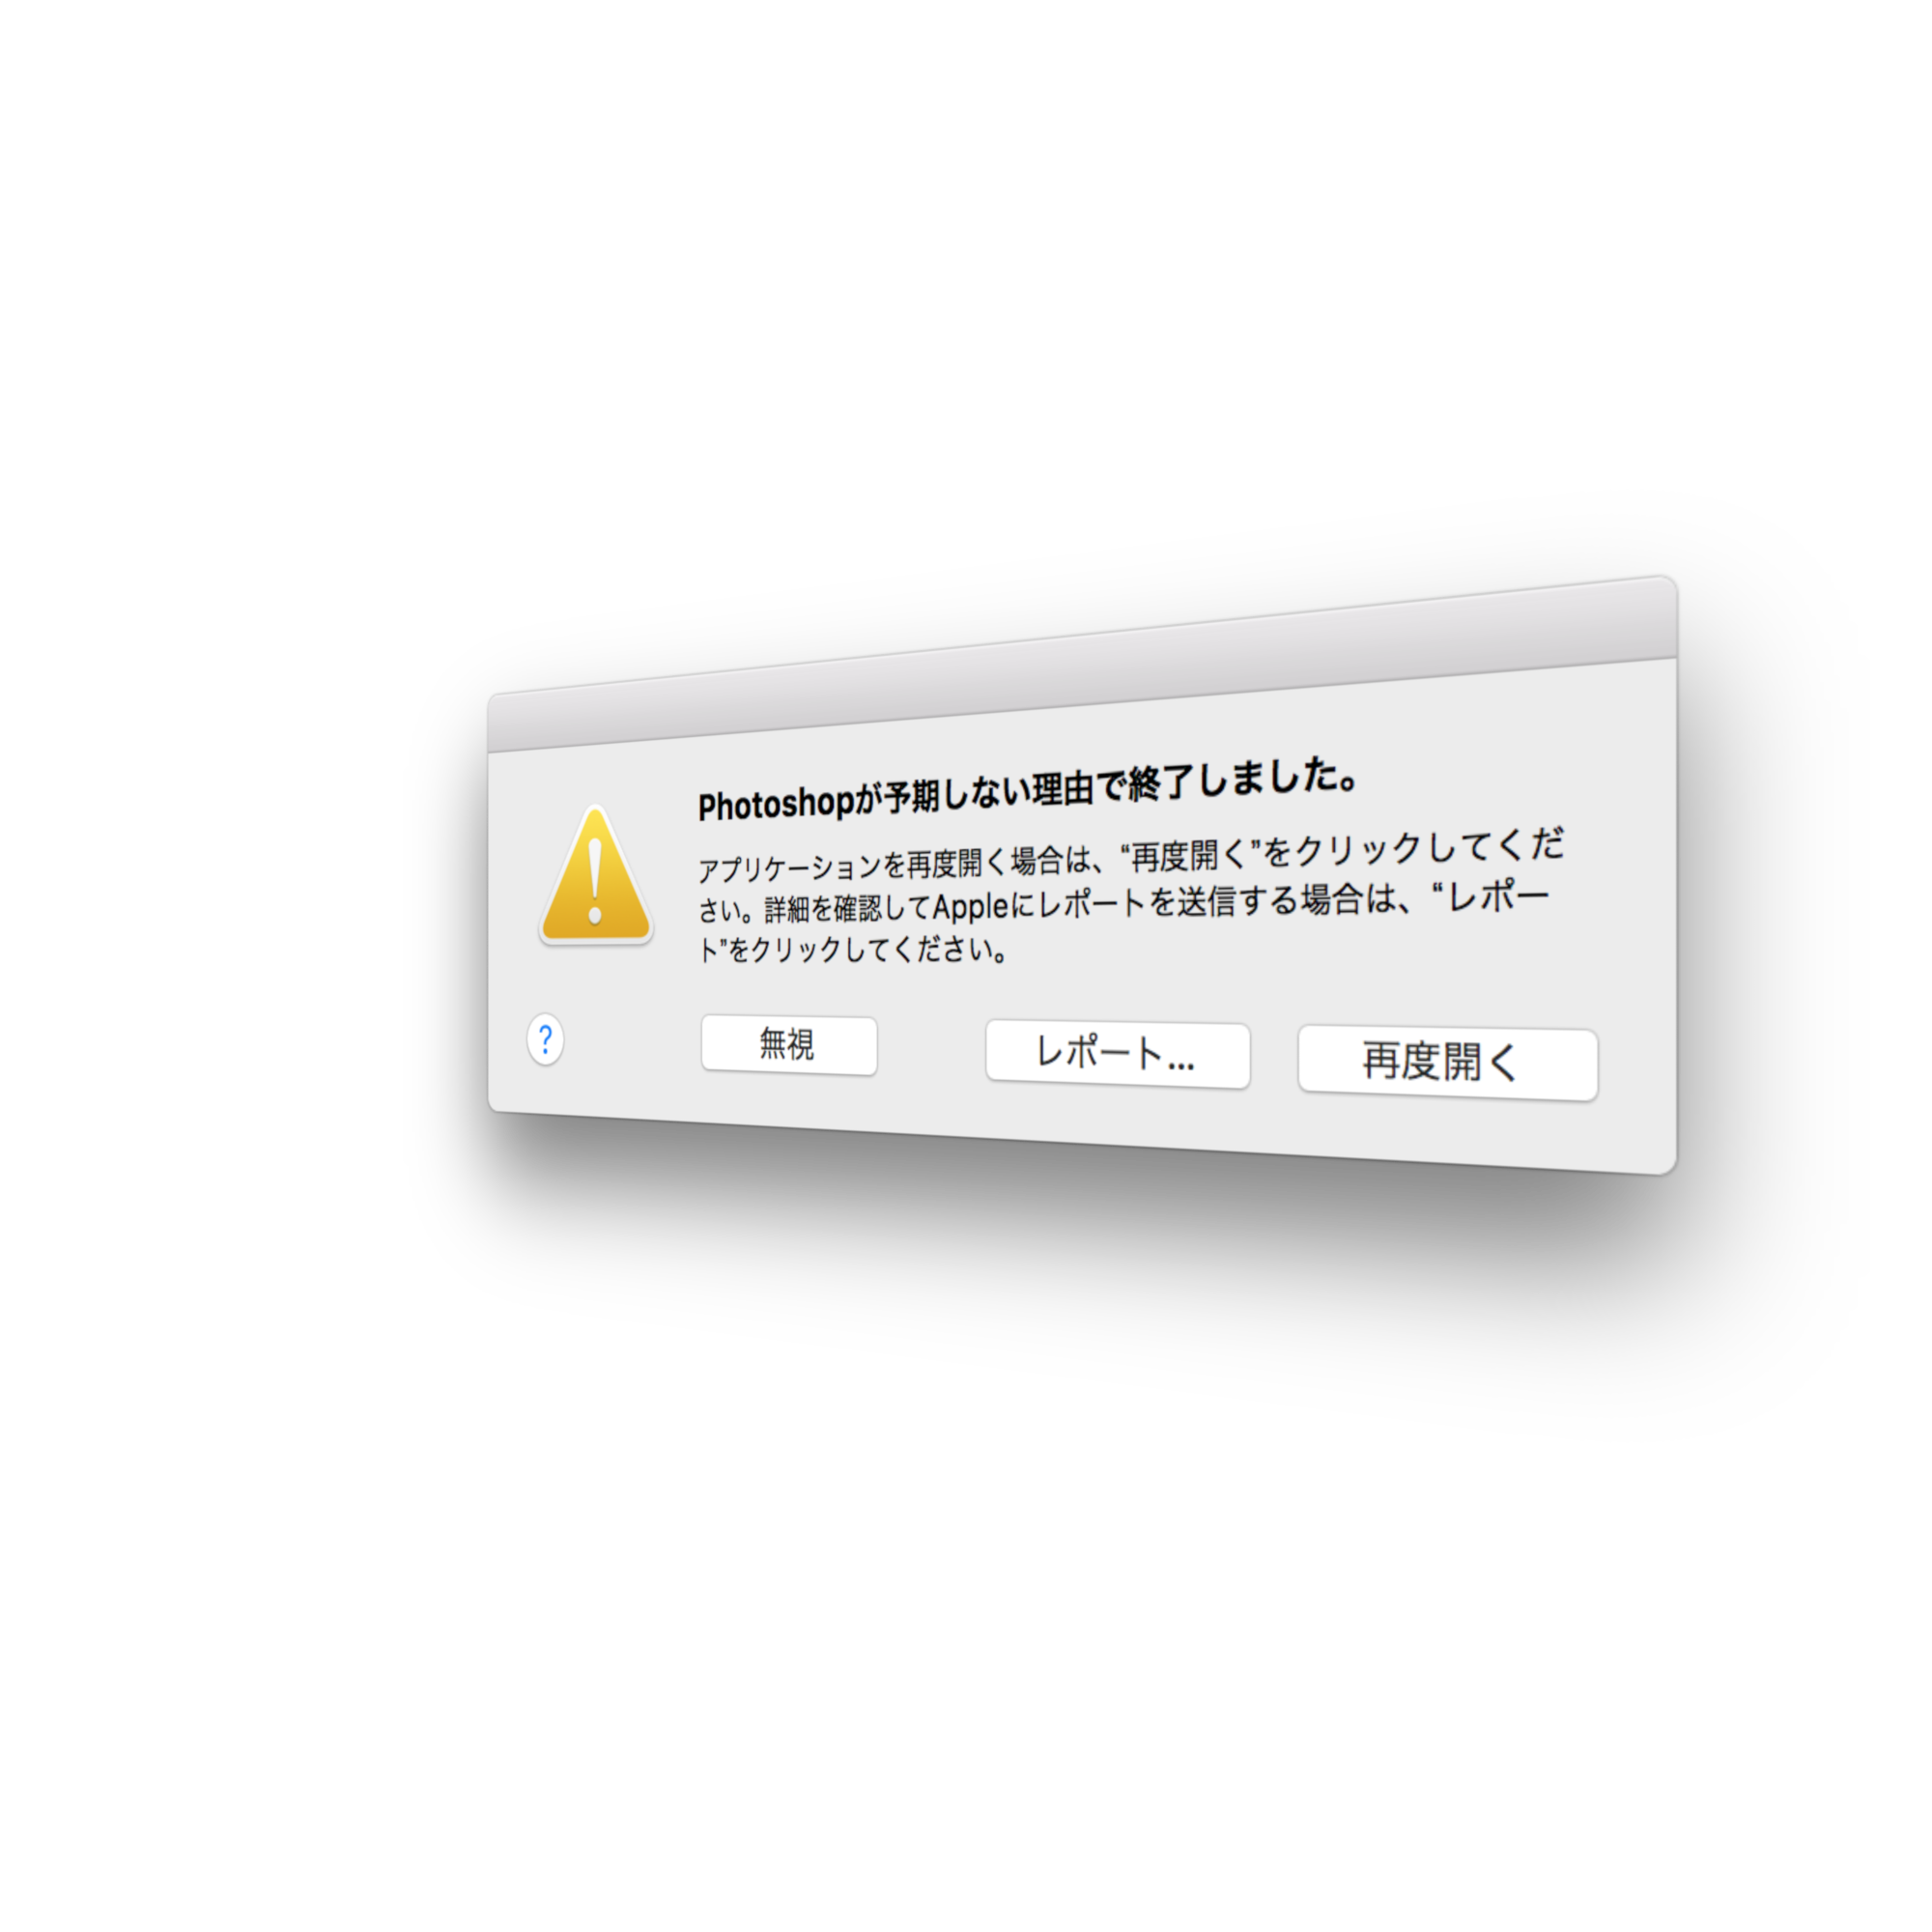 Photoshopが予期しない理由で終了しました。
アプリケーションを再度開く場合は、“再度開く”をクリックしてくだ
さい。詳細を確認してAppleにレポートを送信する場合は、“レポー
ト”をクリックしてください。
?
無視
レポート...
再度開く